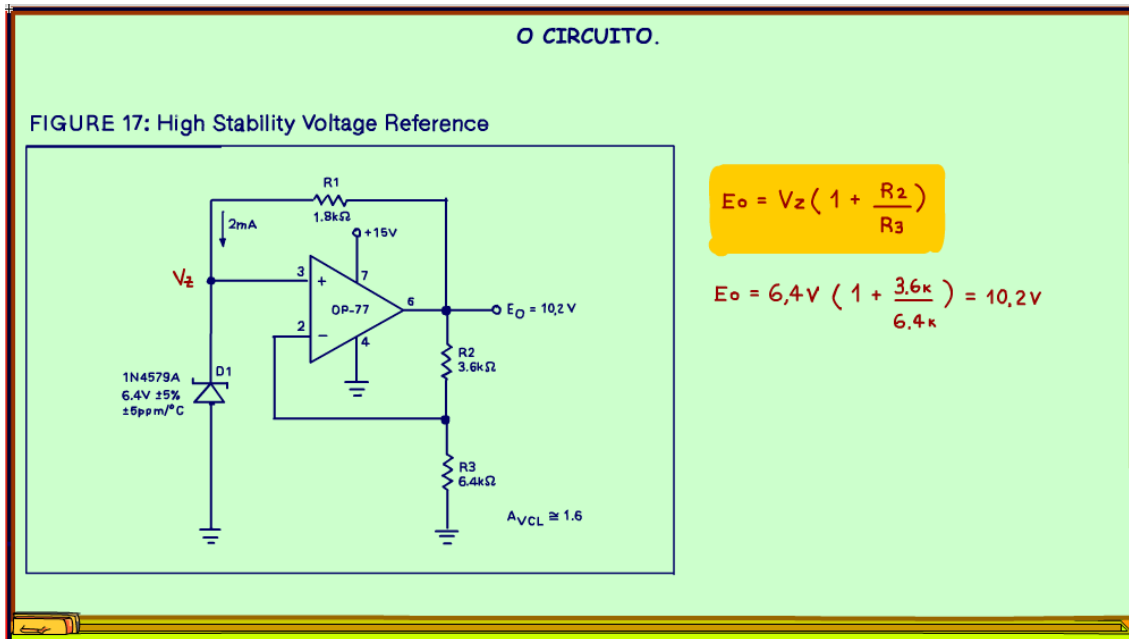 O CIRCUITO.
FIGURE 17: High Stability Voltage Reference
R1
1.8kΩ
2mA
+15V
Vz
3
+
7
OP-77
6
E₀ = 10,2 V
2
−
4
R2
3.6kΩ
1N4579A
6.4V ±5%
±5ppm/°C
D1
R3
6.4kΩ
AVCL ≅ 1.6
Eo = Vz ( 1 + R2 / R3 )
Eo = 6,4V ( 1 + 3.6k / 6.4k ) = 10,2V